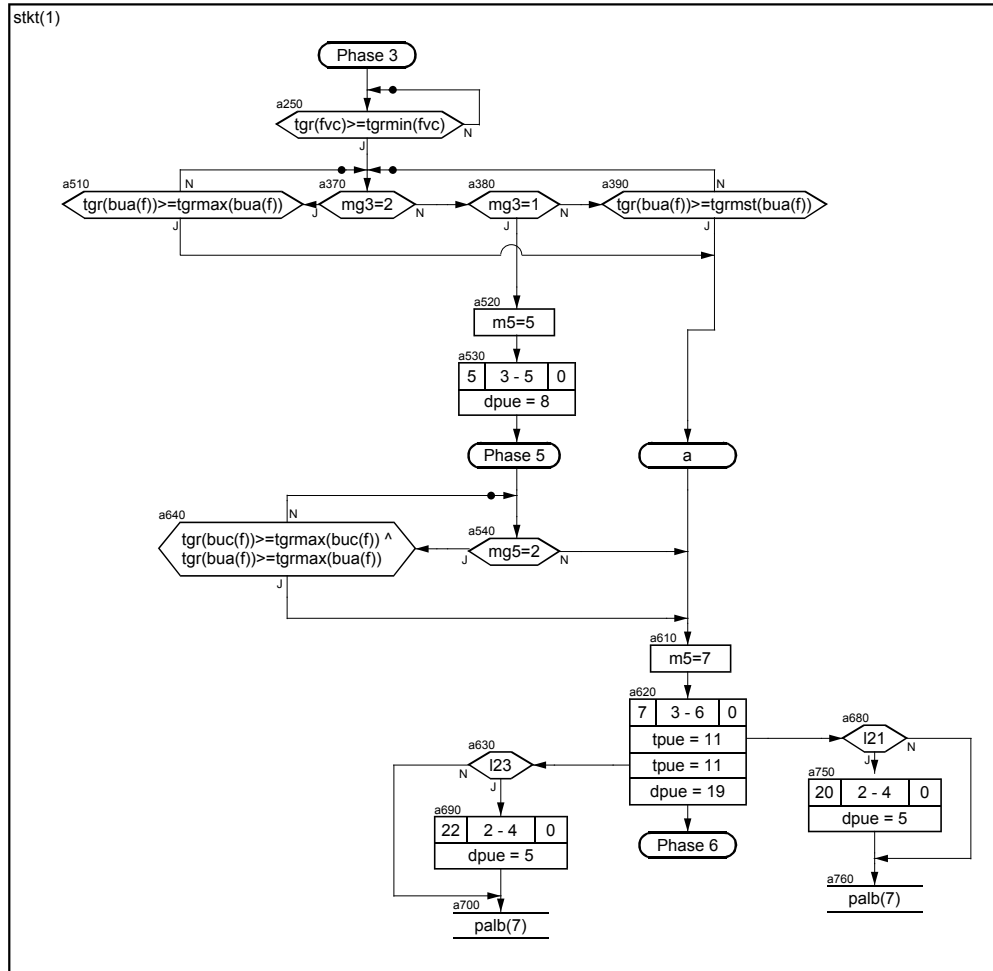 stkt(1)
Phase 3
a250
tgr(fvc)>=tgrmin(fvc)
N
J
a510
N
tgr(bua(f))>=tgrmax(bua(f))
J
J
a370
mg3=2
N
a380
mg3=1
N
J
a390
N
tgr(bua(f))>=tgrmst(bua(f))
J
a520
m5=5
a530
5 3 - 5 0
dpue = 8
Phase 5
a
a640
N
tgr(buc(f))>=tgrmax(buc(f)) ^
tgr(bua(f))>=tgrmax(bua(f))
J
a540
J
mg5=2
N
a610
m5=7
a620
7 3 - 6 0
tpue = 11
tpue = 11
dpue = 19
Phase 6
a630
N
l23
J
a690
22 2 - 4 0
dpue = 5
a700
palb(7)
a680
l21
N
J
a750
20 2 - 4 0
dpue = 5
a760
palb(7)